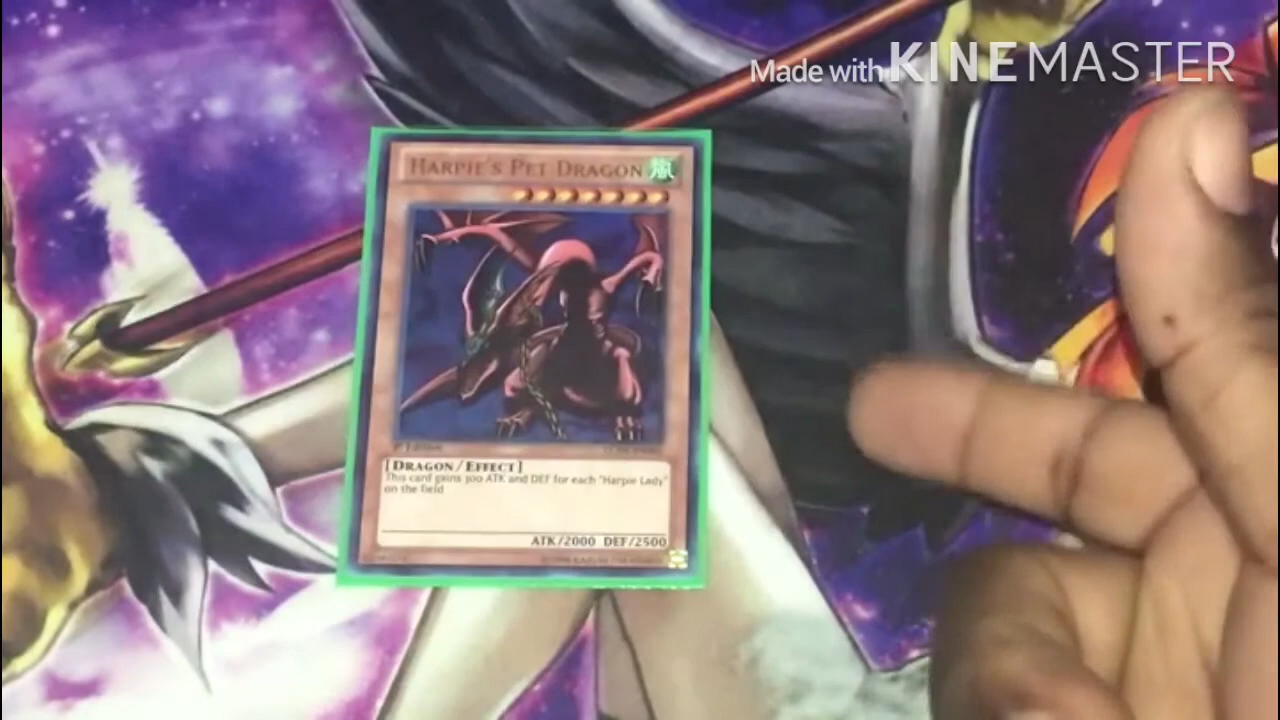 Made with KINEMASTER
HARPIE'S PET DRAGON 風
1st Edition
[DRAGON/EFFECT]
This card gains 300 ATK and DEF for each "Harpie Lady"
on the field
ATK/2000 DEF/2500